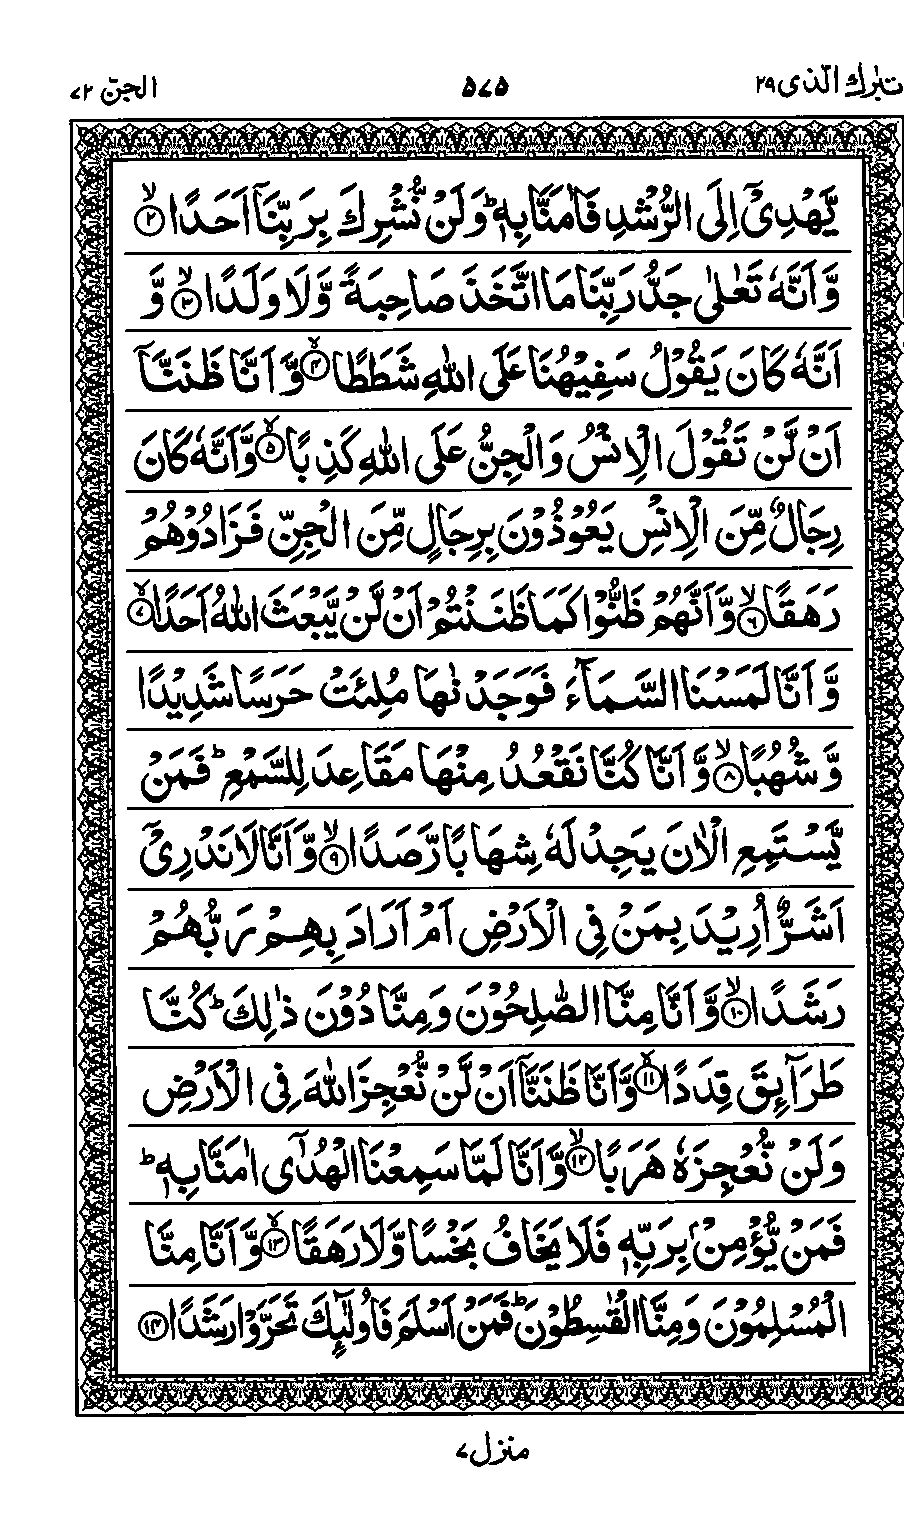 تبٰرك الّذی ۲۹ ۵۷۵ الجنّ ۷۲
یَّهْدِیْۤ اِلَی الرُّشْدِ فَاٰمَنَّا بِهٖ ؕ وَلَنْ نُّشْرِكَ بِرَبِّنَاۤ اَحَدًا ۙ﴿۲﴾
وَّ اَنَّهٗ تَعٰلٰی جَدُّ رَبِّنَا مَا اتَّخَذَ صَاحِبَةً وَّلَا وَلَدًا ۙ﴿۳﴾ وَّ
اَنَّهٗ كَانَ یَقُوْلُ سَفِیْهُنَا عَلَی اللّٰهِ شَطَطًا ۙ﴿۴﴾ وَّ اَنَّا ظَنَنَّاۤ
اَنْ لَّنْ تَقُوْلَ الْاِنْسُ وَالْجِنُّ عَلَی اللّٰهِ كَذِبًا ۙ﴿۵﴾ وَّاَنَّهٗ كَانَ
رِجَالٌ مِّنَ الْاِنْسِ یَعُوْذُوْنَ بِرِجَالٍ مِّنَ الْجِنِّ فَزَادُوْهُمْ
رَهَقًا ۙ﴿۶﴾ وَّ اَنَّهُمْ ظَنُّوْا كَمَا ظَنَنْتُمْ اَنْ لَّنْ یَّبْعَثَ اللّٰهُ اَحَدًا ۙ﴿۷﴾
وَّ اَنَّا لَمَسْنَا السَّمَآءَ فَوَجَدْنٰهَا مُلِئَتْ حَرَسًا شَدِیْدًا
وَّ شُهُبًا ۙ﴿۸﴾ وَّ اَنَّا كُنَّا نَقْعُدُ مِنْهَا مَقَاعِدَ لِلسَّمْعِ ؕ فَمَنْ
یَّسْتَمِعِ الْاٰنَ یَجِدْ لَهٗ شِهَابًا رَّصَدًا ۙ﴿۹﴾ وَّ اَنَّا لَا نَدْرِیْۤ
اَشَرٌّ اُرِیْدَ بِمَنْ فِی الْاَرْضِ اَمْ اَرَادَ بِهِمْ رَبُّهُمْ
رَشَدًا ۙ﴿۱۰﴾ وَّ اَنَّا مِنَّا الصّٰلِحُوْنَ وَمِنَّا دُوْنَ ذٰلِكَ ؕ كُنَّا
طَرَآئِقَ قِدَدًا ۙ﴿۱۱﴾ وَّاَنَّا ظَنَنَّاۤ اَنْ لَّنْ نُّعْجِزَ اللّٰهَ فِی الْاَرْضِ
وَلَنْ نُّعْجِزَهٗ هَرَبًا ۙ﴿۱۲﴾ وَّاَنَّا لَمَّا سَمِعْنَا الْهُدٰۤی اٰمَنَّا بِهٖ ؕ
فَمَنْ یُّؤْمِنْۢ بِرَبِّهٖ فَلَا یَخَافُ بَخْسًا وَّلَا رَهَقًا ۙ﴿۱۳﴾ وَّ اَنَّا مِنَّا
الْمُسْلِمُوْنَ وَمِنَّا الْقٰسِطُوْنَ ؕ فَمَنْ اَسْلَمَ فَاُولٰٓئِكَ تَحَرَّوْا رَشَدًا ﴿۱۴﴾
منزل ۷